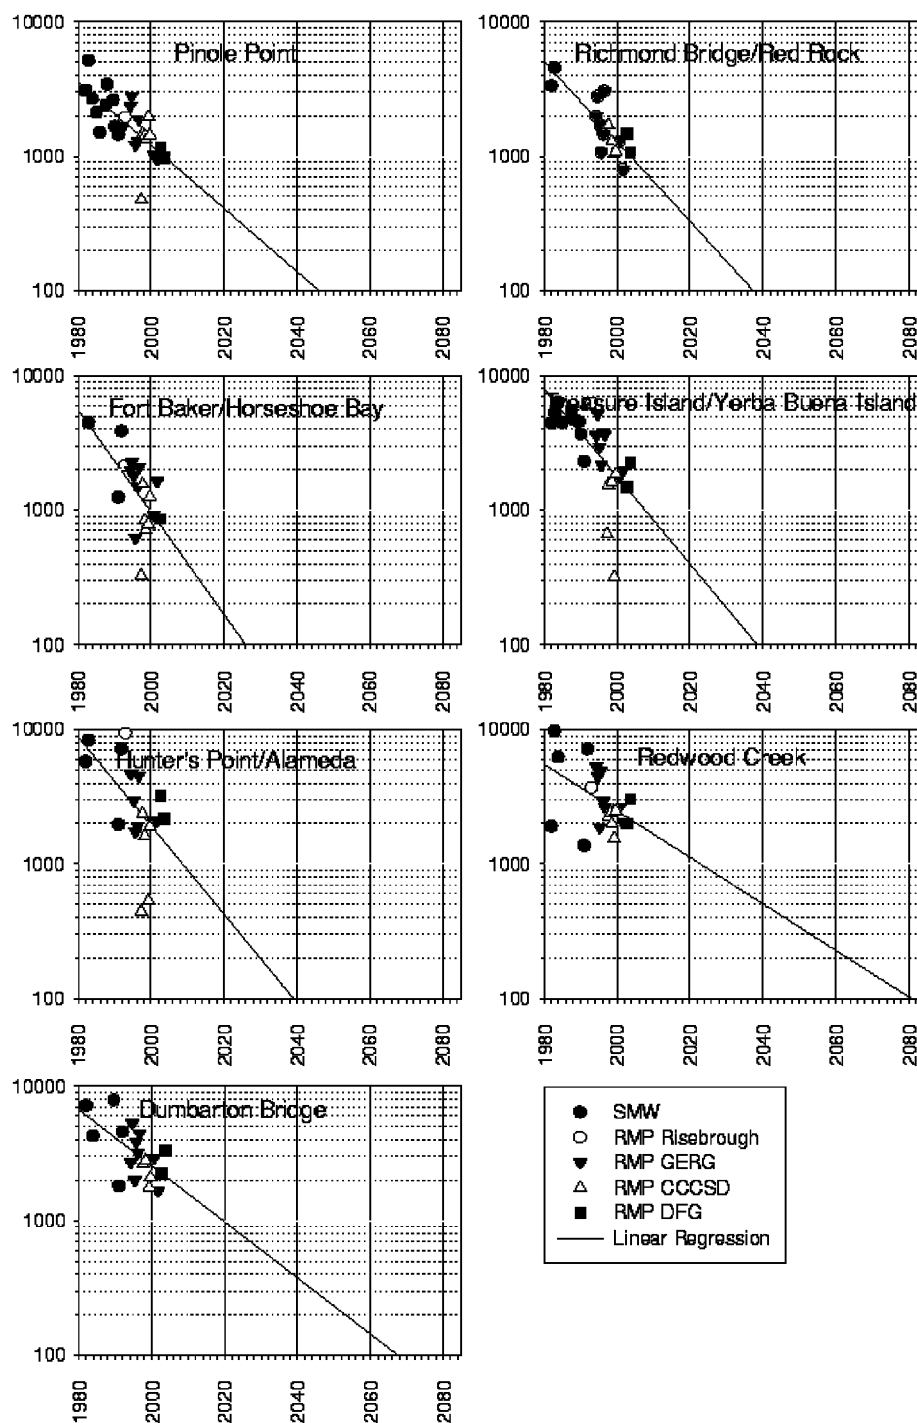 Pinole Point
10000
1000
100
1980 2000 2020 2040 2060 2080
Richmond Bridge/Red Rock
10000
1000
100
1980 2000 2020 2040 2060 2080
Fort Baker/Horseshoe Bay
10000
1000
100
1980 2000 2020 2040 2060 2080
Treasure Island/Yerba Buena Island
10000
1000
100
1980 2000 2020 2040 2060 2080
Hunter's Point/Alameda
10000
1000
100
1980 2000 2020 2040 2060 2080
Redwood Creek
10000
1000
100
1980 2000 2020 2040 2060 2080
Dumbarton Bridge
10000
1000
100
1980 2000 2020 2040 2060 2080
SMW
RMP Risebrough
RMP GERG
RMP CCCSD
RMP DFG
Linear Regression